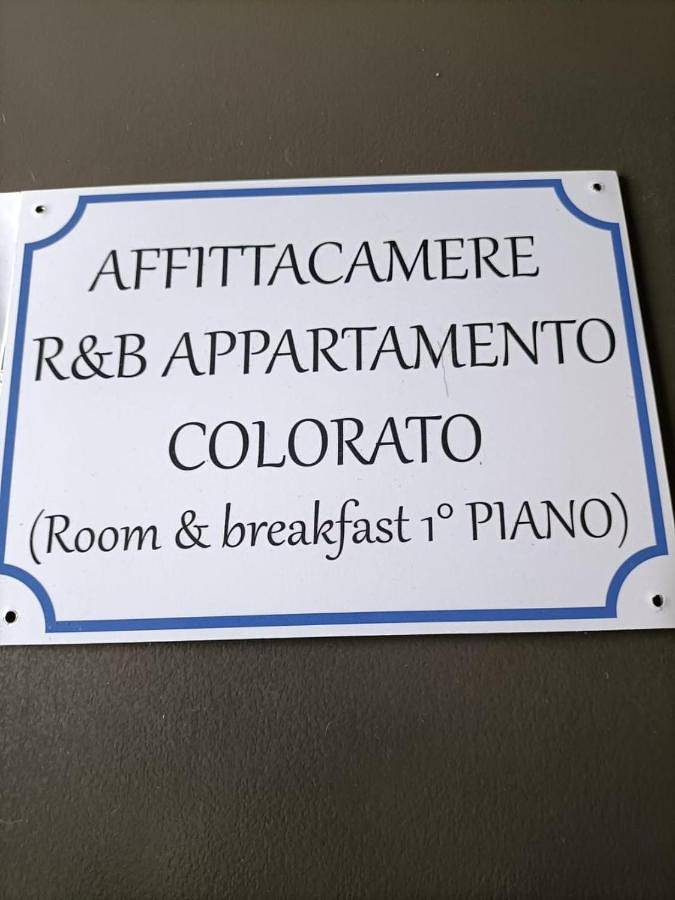 AFFITTACAMERE
R&B APPARTAMENTO
COLORATO
(Room & breakfast 1° PIANO)